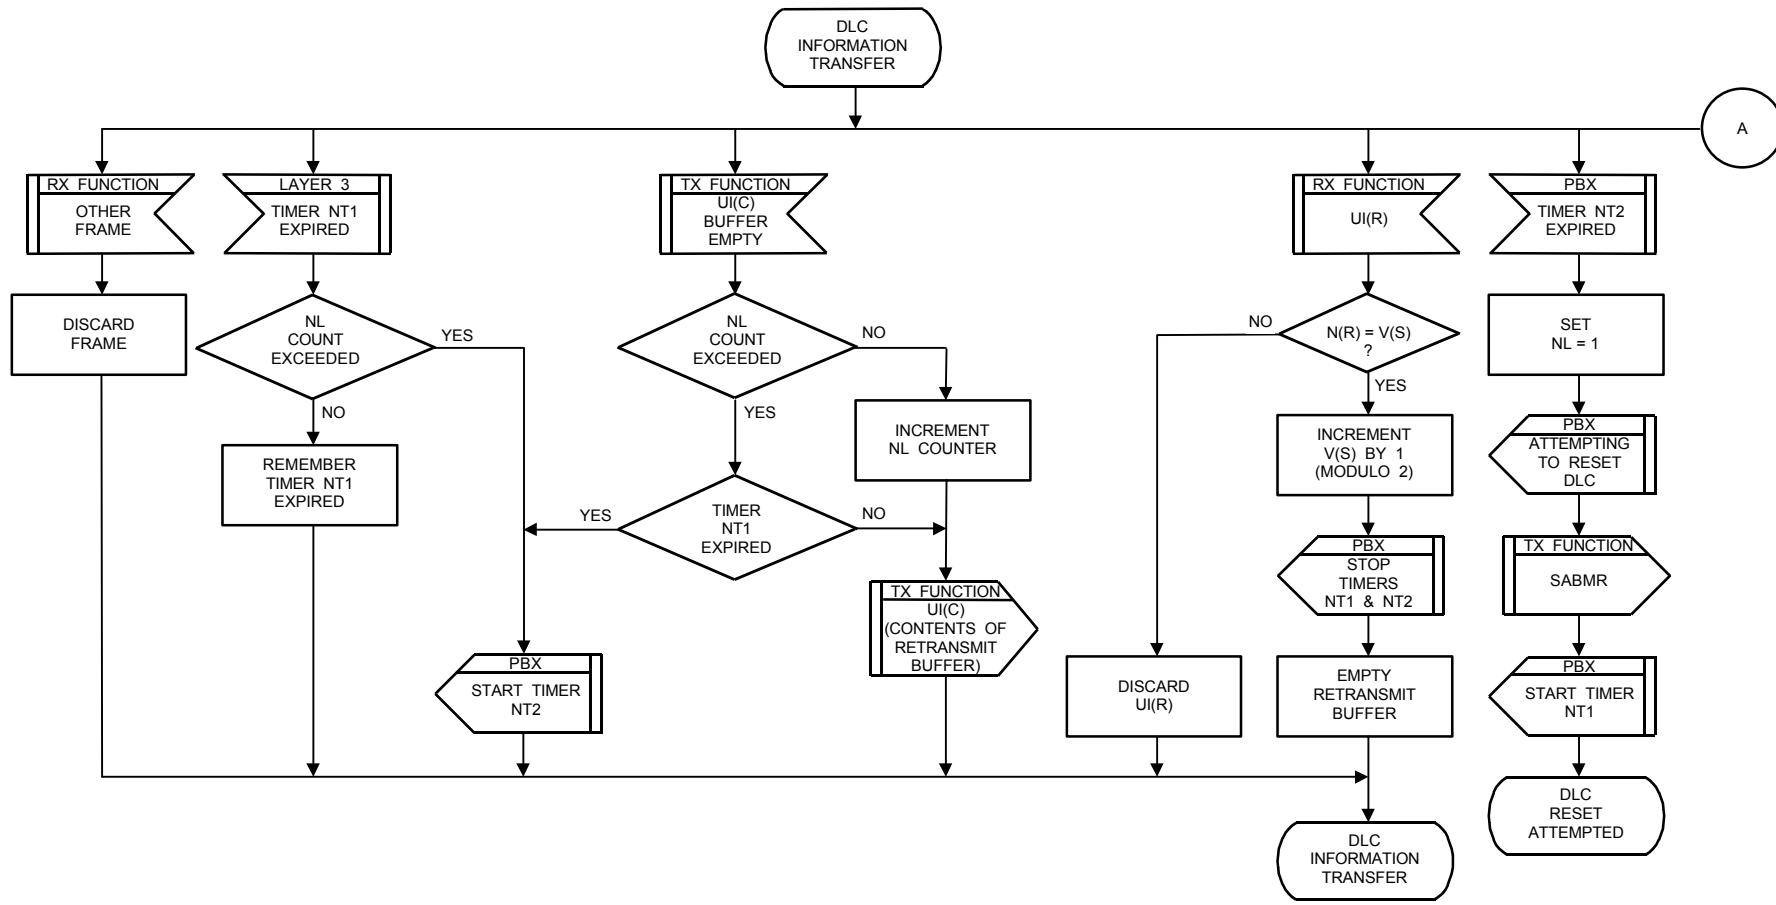 DLC
INFORMATION
TRANSFER
A
RX FUNCTION
OTHER
FRAME
LAYER 3
TIMER NT1
EXPIRED
TX FUNCTION
UI(C)
BUFFER
EMPTY
RX FUNCTION
UI(R)
PBX
TIMER NT2
EXPIRED
DISCARD
FRAME
NL
COUNT
EXCEEDED
YES
NO
NL
COUNT
EXCEEDED
NO
YES
NO
N(R) = V(S)
?
YES
SET
NL = 1
REMEMBER
TIMER NT1
EXPIRED
INCREMENT
NL COUNTER
INCREMENT
V(S) BY 1
(MODULO 2)
PBX
ATTEMPTING
TO RESET
DLC
YES
TIMER
NT1
EXPIRED
NO
PBX
STOP
TIMERS
NT1 & NT2
TX FUNCTION
SABMR
TX FUNCTION
UI(C)
(CONTENTS OF
RETRANSMIT
BUFFER)
PBX
START TIMER
NT2
DISCARD
UI(R)
EMPTY
RETRANSMIT
BUFFER
PBX
START TIMER
NT1
DLC
RESET
ATTEMPTED
DLC
INFORMATION
TRANSFER